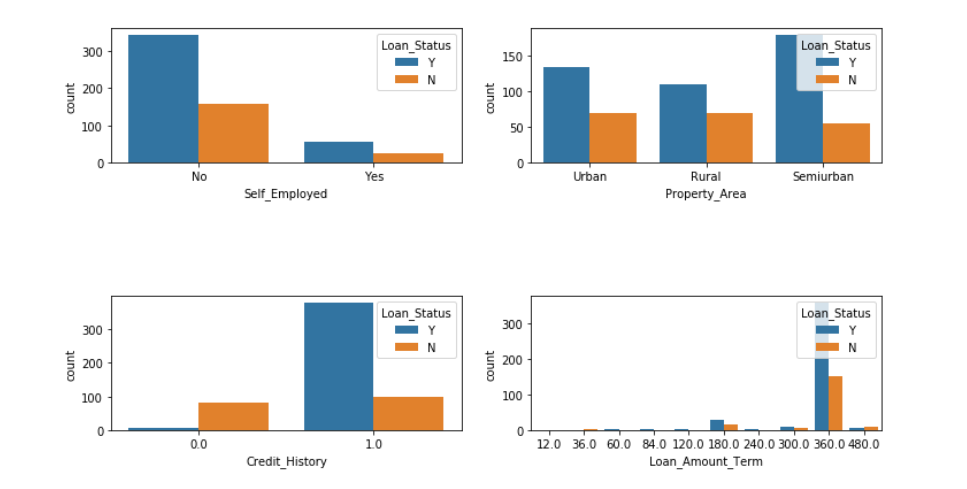 Loan_Status
Y
N
300
200
100
0
count
No Yes
Self_Employed
Loan_Status
Y
N
150
100
50
0
count
Urban Rural Semiurban
Property_Area
Loan_Status
Y
N
300
200
100
0
count
0.0 1.0
Credit_History
Loan_Status
Y
N
300
200
100
0
count
12.0 36.0 60.0 84.0 120.0 180.0 240.0 300.0 360.0 480.0
Loan_Amount_Term